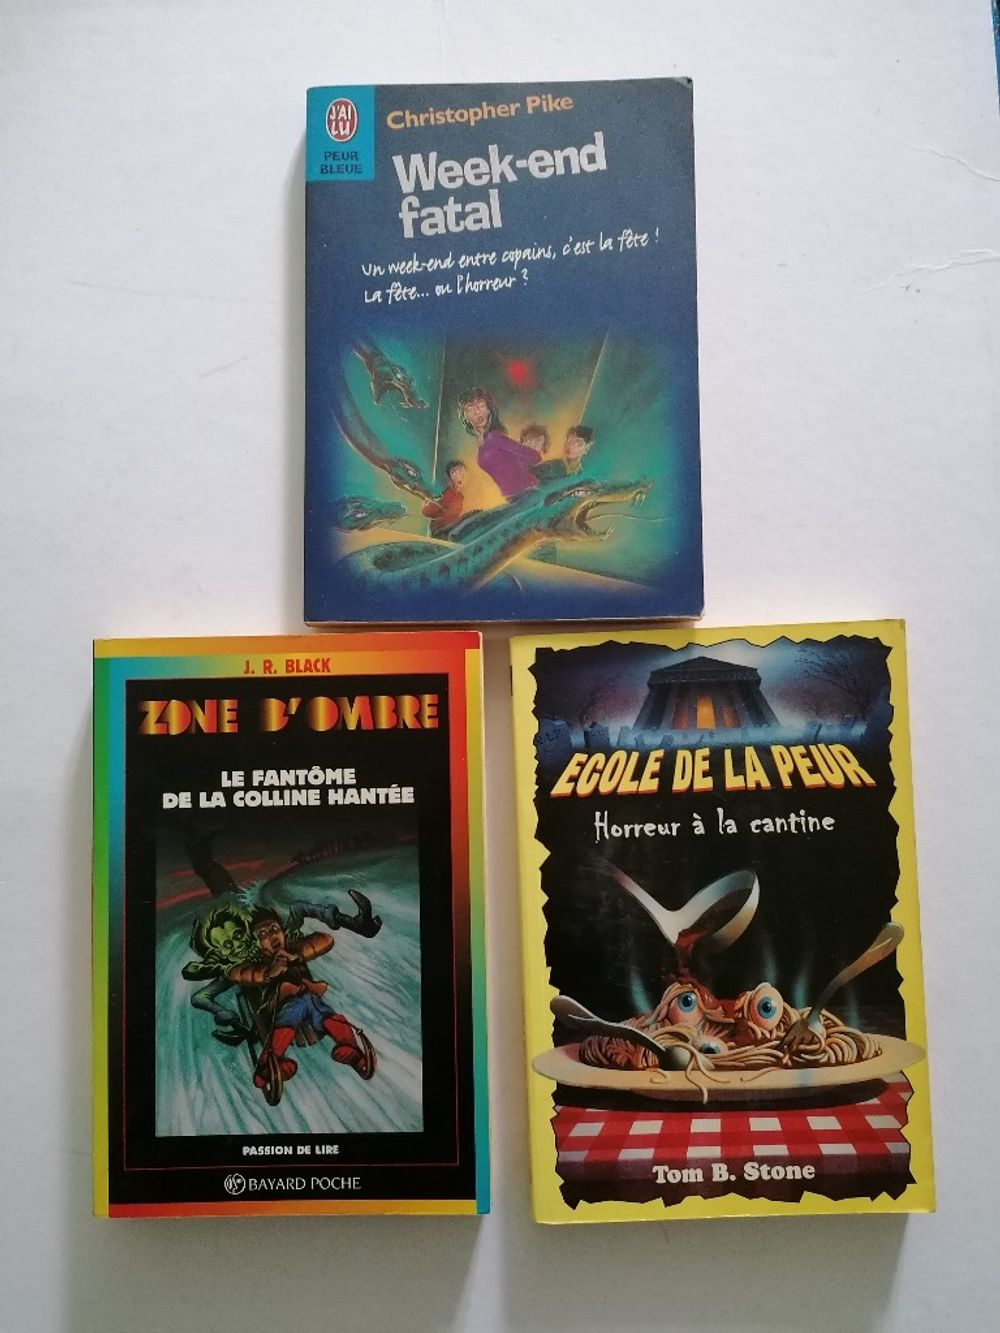 J'AI
LU
PEUR
BLEUE
Christopher Pike
Week-end
fatal
Un week-end entre copains, c'est la fête !
La fête... ou l'horreur ?
J. R. BLACK
ZONE D'OMBRE
LE FANTÔME
DE LA COLLINE HANTÉE
PASSION DE LIRE
BAYARD POCHE
R.I.P.
ECOLE DE LA PEUR
Horreur à la cantine
Tom B. Stone